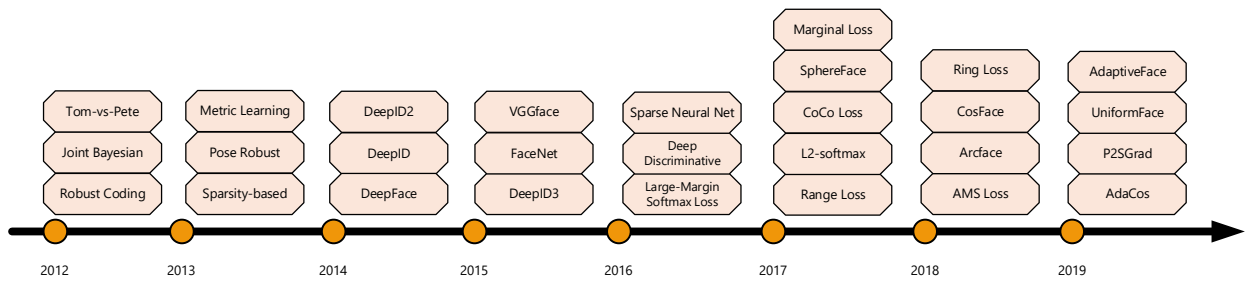 Tom-vs-Pete
Joint Bayesian
Robust Coding
Metric Learning
Pose Robust
Sparsity-based
DeepID2
DeepID
DeepFace
VGGface
FaceNet
DeepID3
Sparse Neural Net
Deep
Discriminative
Large-Margin
Softmax Loss
Marginal Loss
SphereFace
CoCo Loss
L2-softmax
Range Loss
Ring Loss
CosFace
Arcface
AMS Loss
AdaptiveFace
UniformFace
P2SGrad
AdaCos
2012
2013
2014
2015
2016
2017
2018
2019